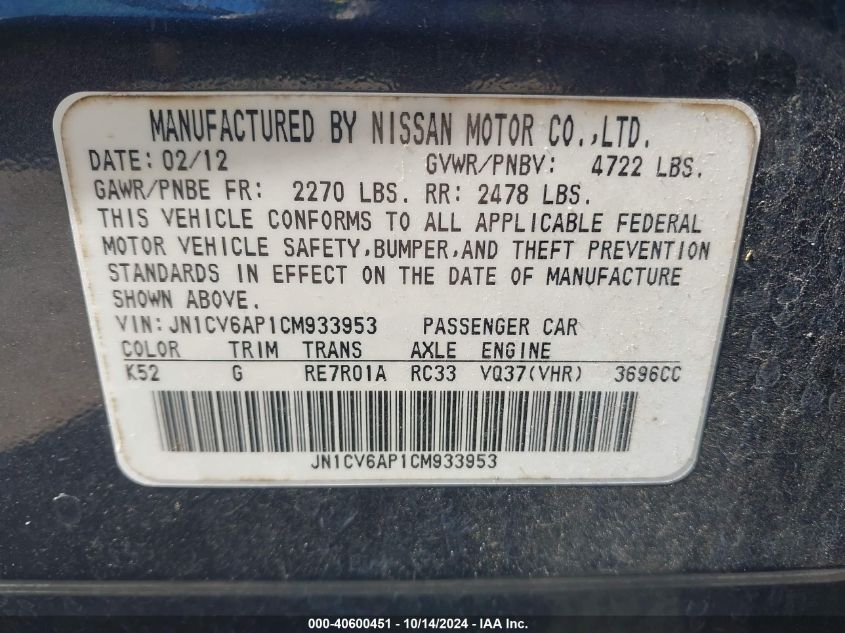 MANUFACTURED BY NISSAN MOTOR CO.,LTD.
DATE: 02/12 GVWR/PNBV: 4722 LBS.
GAWR/PNBE FR: 2270 LBS. RR: 2478 LBS.
THIS VEHICLE CONFORMS TO ALL APPLICABLE FEDERAL
MOTOR VEHICLE SAFETY,BUMPER,AND THEFT PREVENTION
STANDARDS IN EFFECT ON THE DATE OF MANUFACTURE
SHOWN ABOVE.
VIN: JN1CV6AP1CM933953 PASSENGER CAR
COLOR TRIM TRANS AXLE ENGINE
K52 G RE7R01A RC33 VQ37(VHR) 3696CC
JN1CV6AP1CM933953
000-40600451 - 10/14/2024 - IAA Inc.